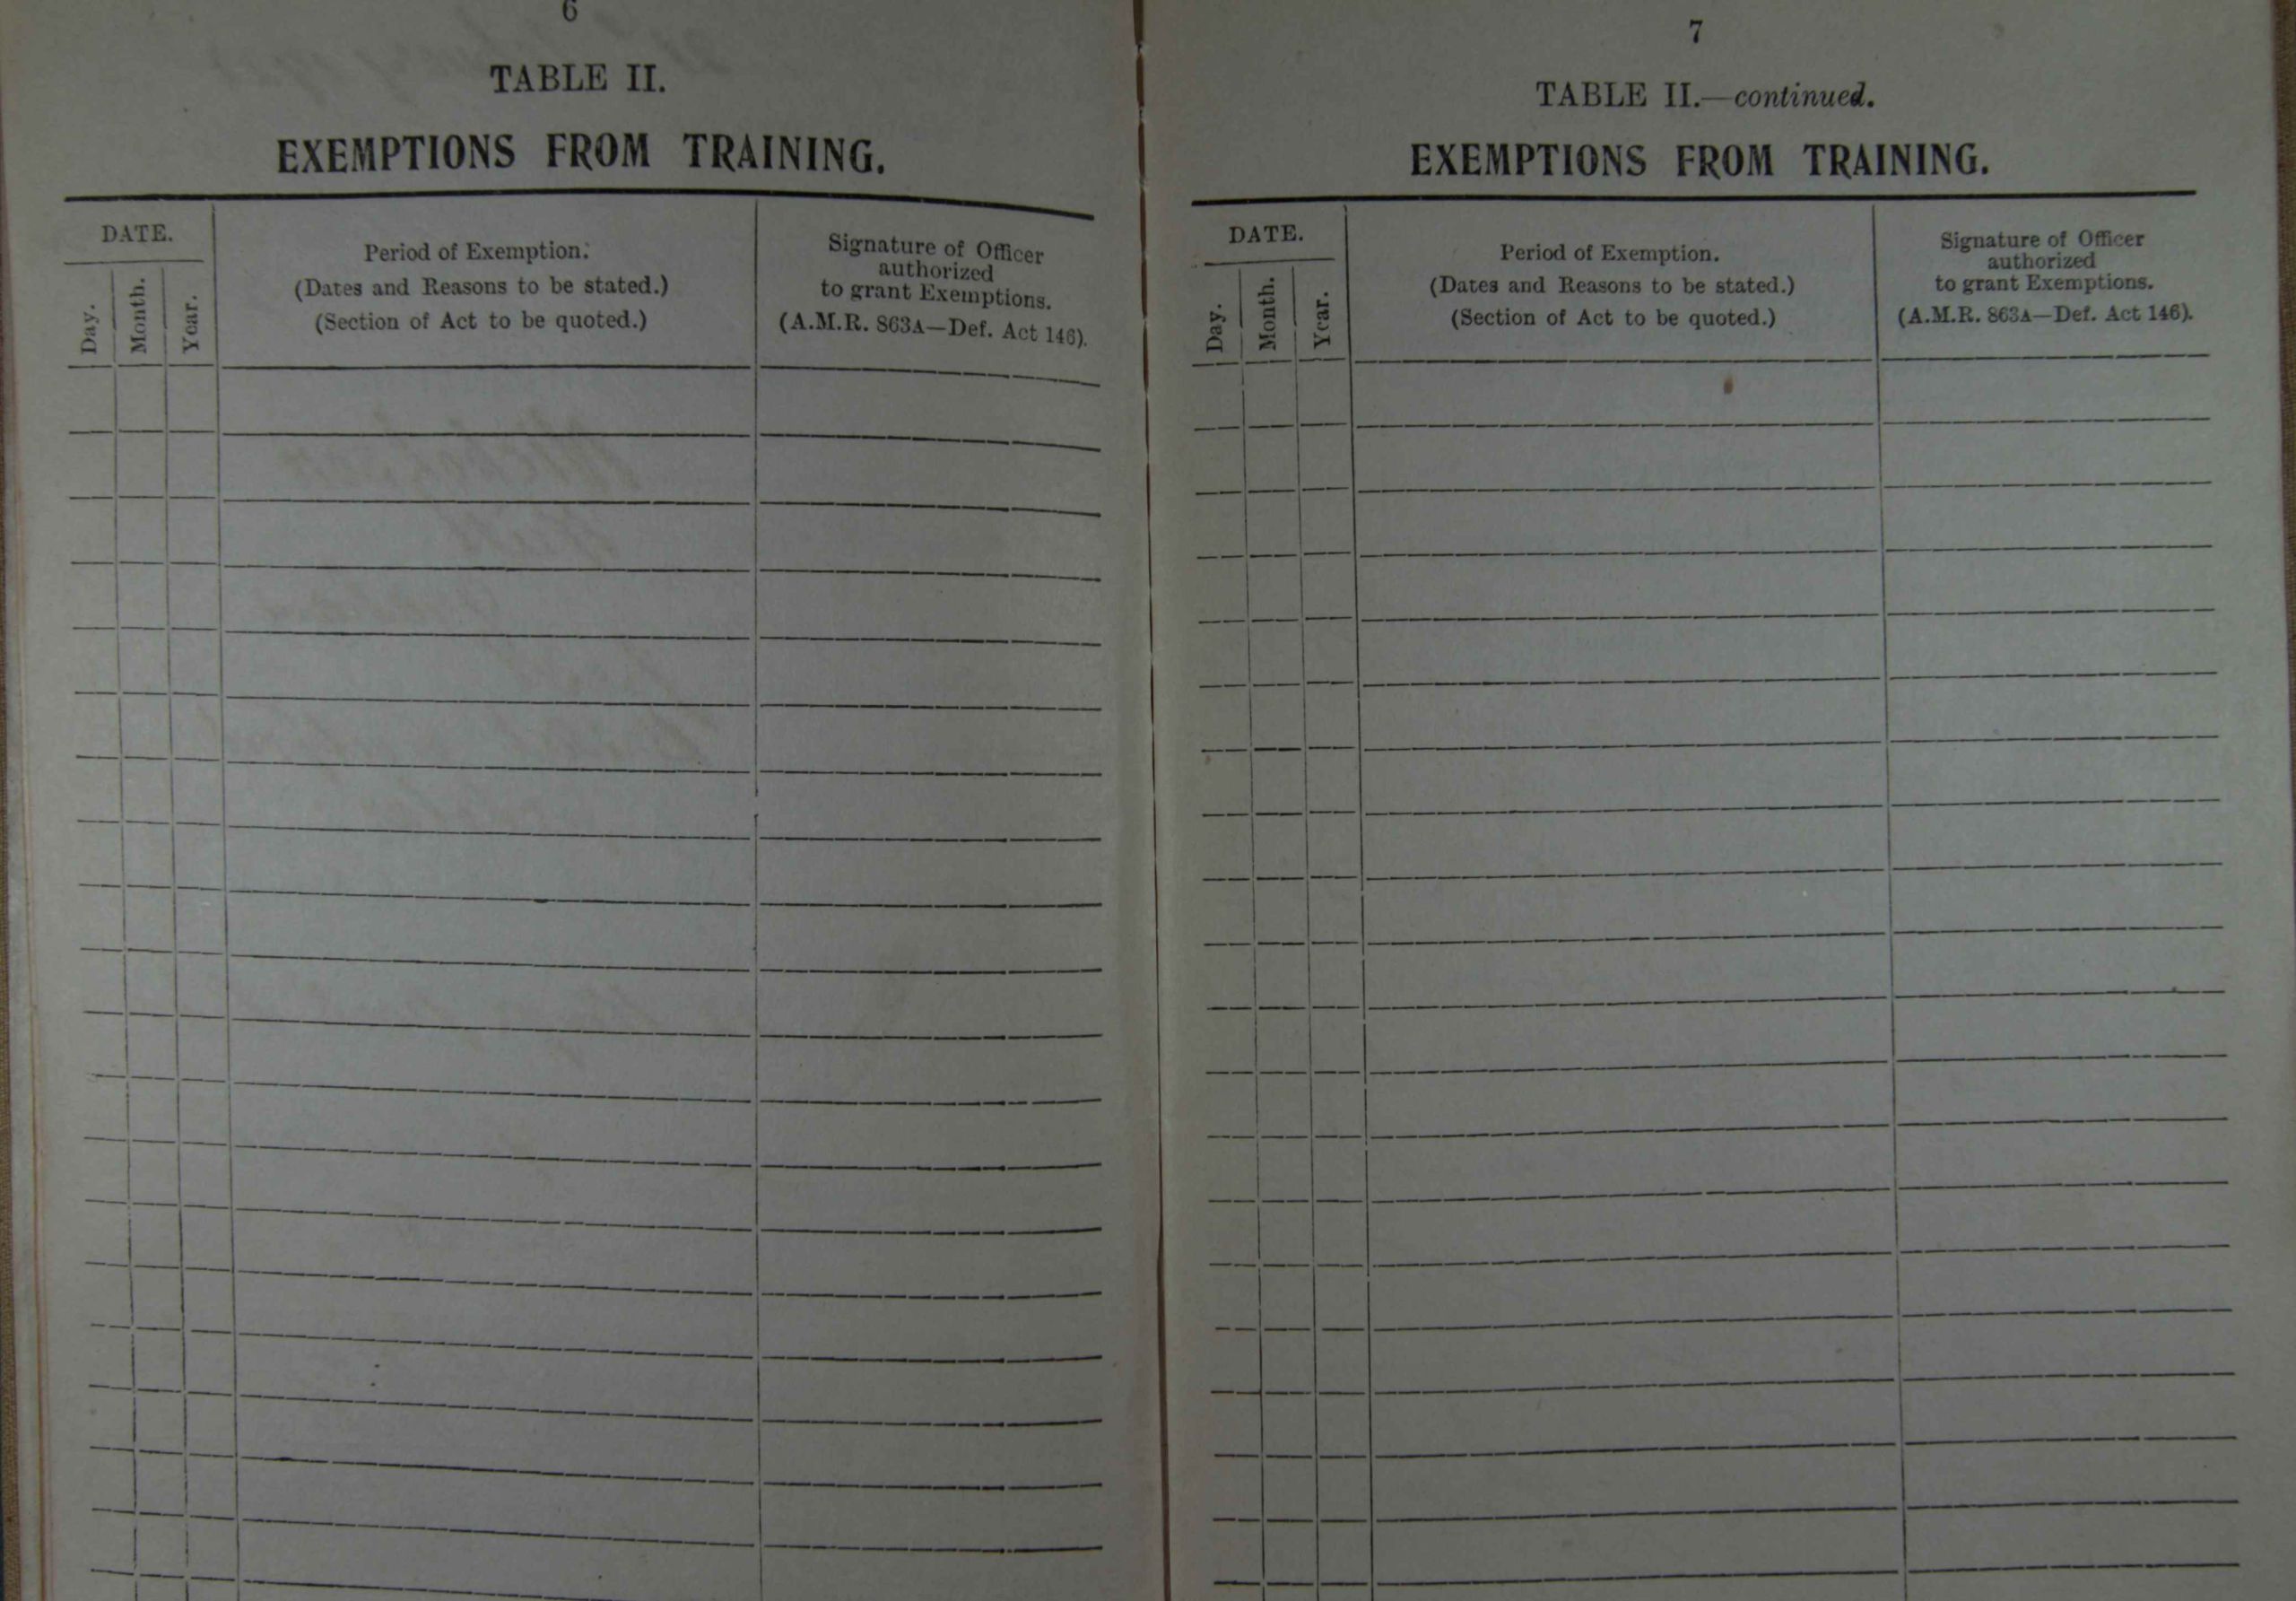 6
TABLE II.
EXEMPTIONS FROM TRAINING.
DATE.
Day.
Month.
Year.
Period of Exemption.
(Dates and Reasons to be stated.)
(Section of Act to be quoted.)
Signature of Officer
authorized
to grant Exemptions.
(A.M.R. 863A—Def. Act 146).
7
TABLE II.—continued.
EXEMPTIONS FROM TRAINING.
DATE.
Day.
Month.
Year.
Period of Exemption.
(Dates and Reasons to be stated.)
(Section of Act to be quoted.)
Signature of Officer
authorized
to grant Exemptions.
(A.M.R. 863A—Def. Act 146).